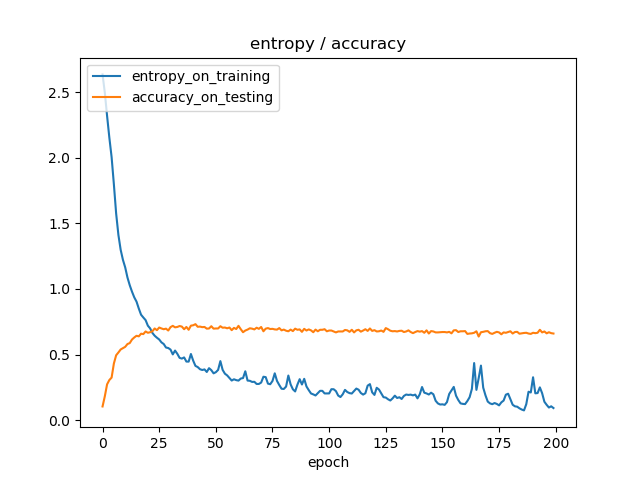 entropy / accuracy
entropy_on_training
accuracy_on_testing
2.5
2.0
1.5
1.0
0.5
0.0
0 25 50 75 100 125 150 175 200
epoch